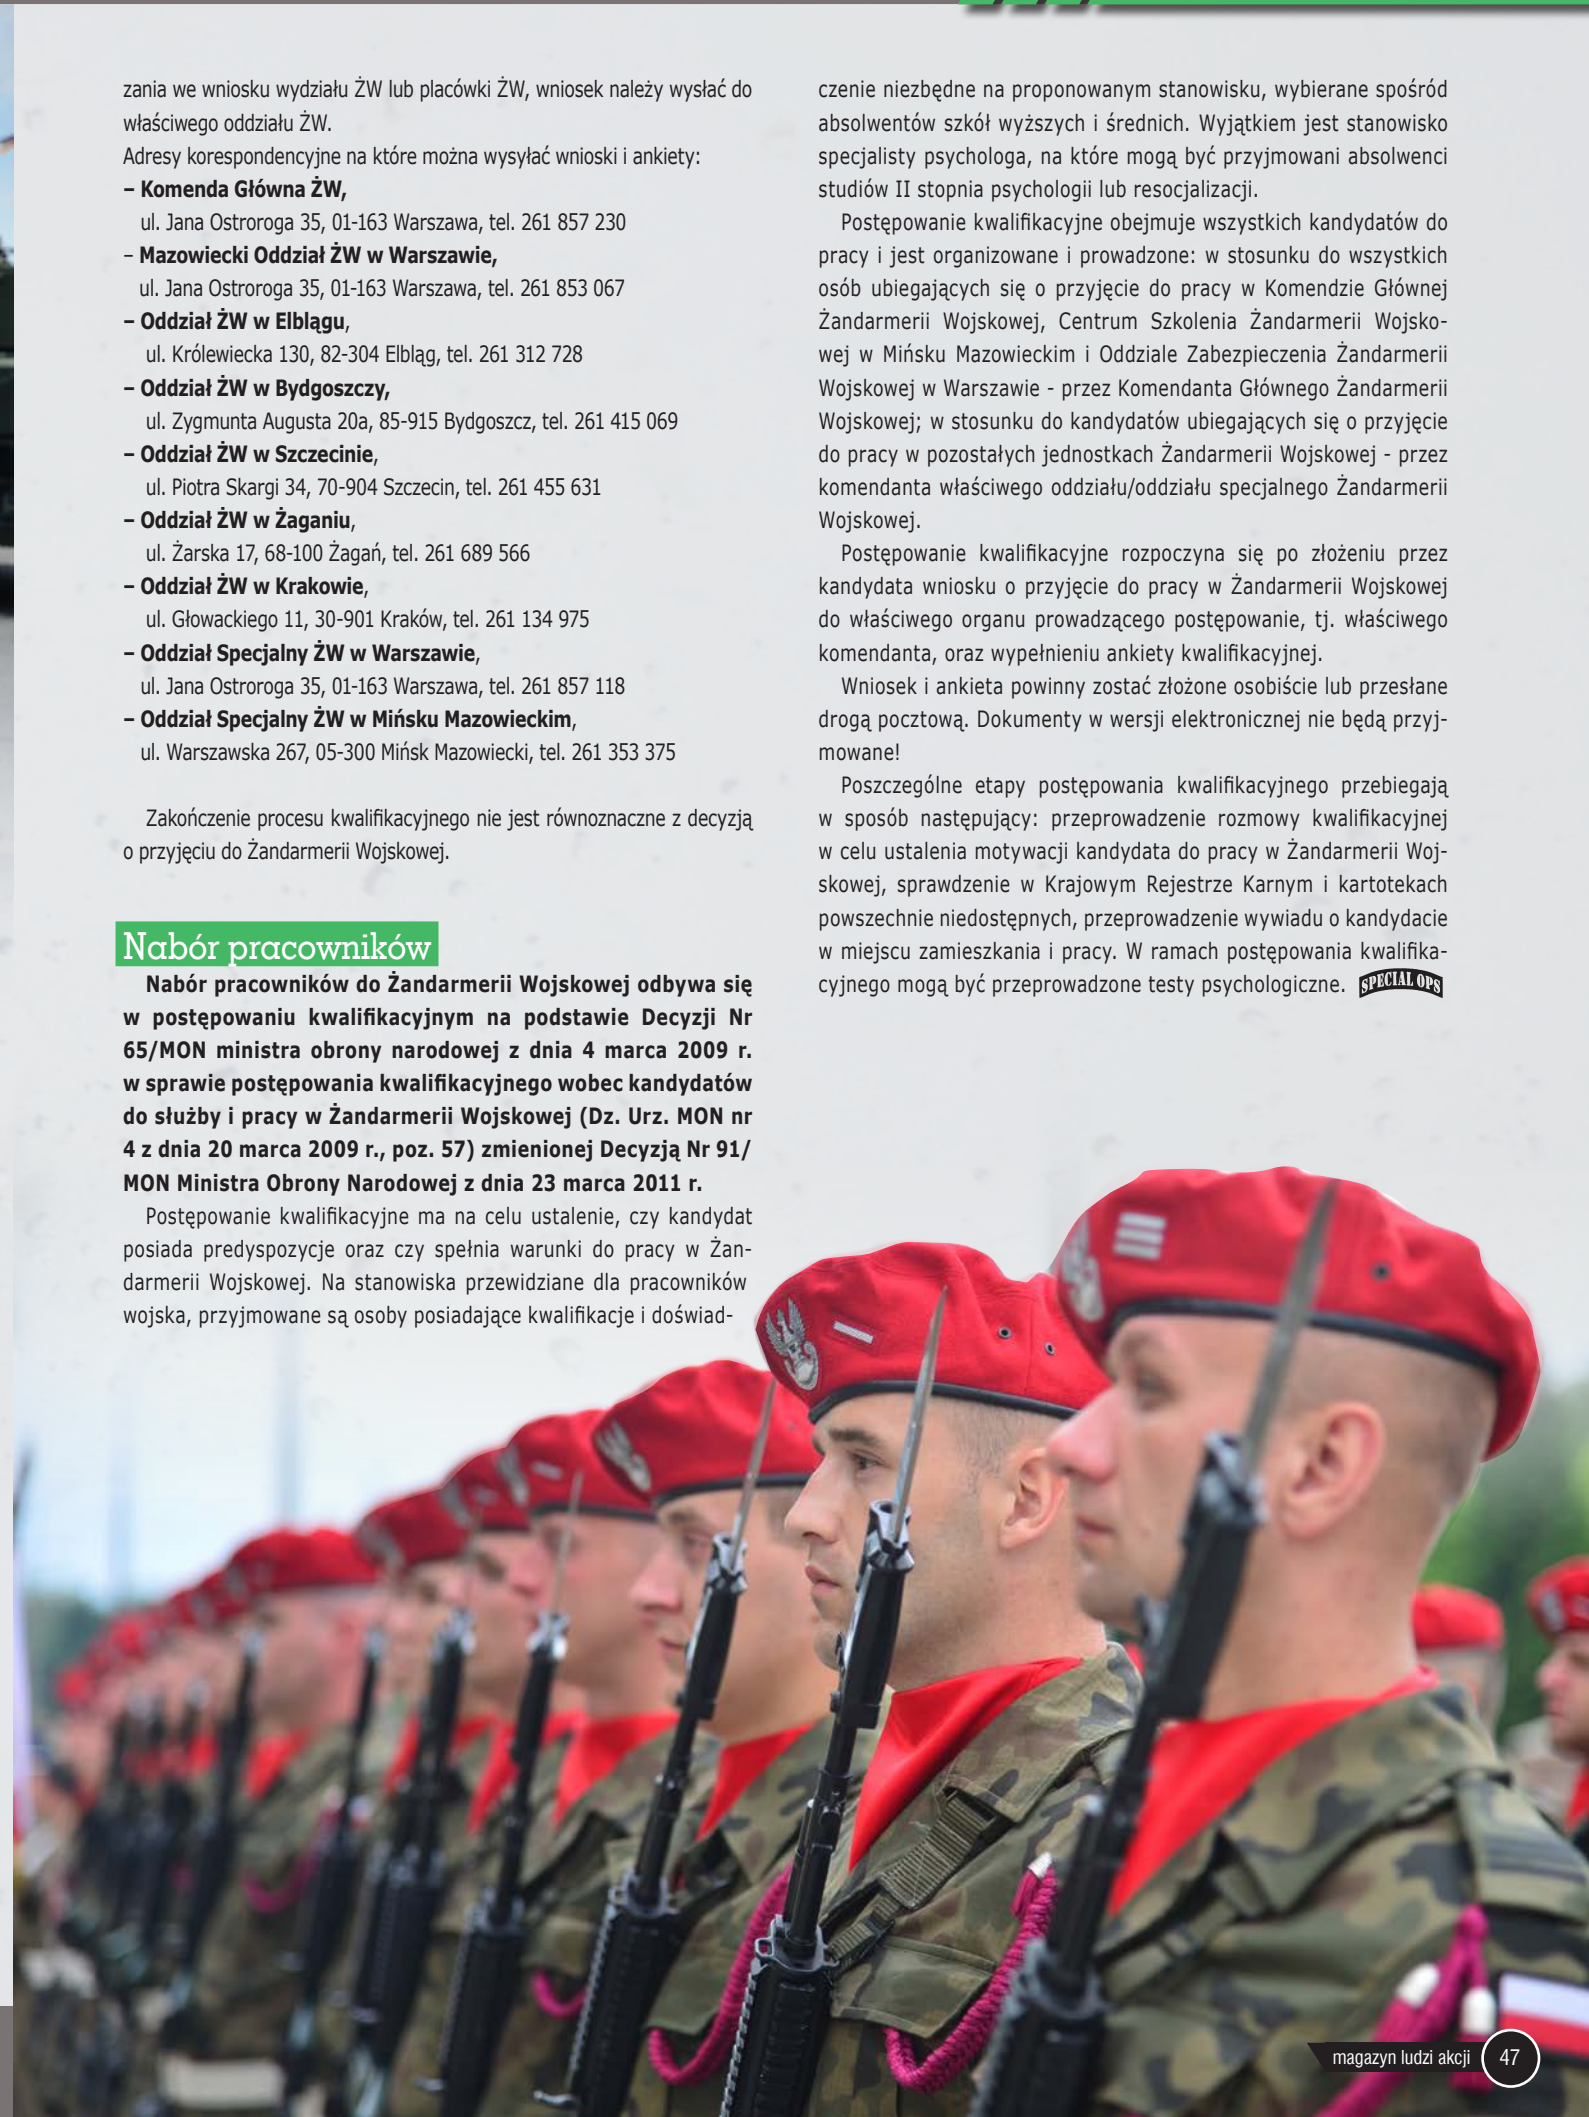 zania we wniosku wydziału ŻW lub placówki ŻW, wniosek należy wysłać do
właściwego oddziału ŻW.
Adresy korespondencyjne na które można wysyłać wnioski i ankiety:
– Komenda Główna ŻW,
ul. Jana Ostroroga 35, 01-163 Warszawa, tel. 261 857 230
– Mazowiecki Oddział ŻW w Warszawie,
ul. Jana Ostroroga 35, 01-163 Warszawa, tel. 261 853 067
– Oddział ŻW w Elblągu,
ul. Królewiecka 130, 82-304 Elbląg, tel. 261 312 728
– Oddział ŻW w Bydgoszczy,
ul. Zygmunta Augusta 20a, 85-915 Bydgoszcz, tel. 261 415 069
– Oddział ŻW w Szczecinie,
ul. Piotra Skargi 34, 70-904 Szczecin, tel. 261 455 631
– Oddział ŻW w Żaganiu,
ul. Żarska 17, 68-100 Żagań, tel. 261 689 566
– Oddział ŻW w Krakowie,
ul. Głowackiego 11, 30-901 Kraków, tel. 261 134 975
– Oddział Specjalny ŻW w Warszawie,
ul. Jana Ostroroga 35, 01-163 Warszawa, tel. 261 857 118
– Oddział Specjalny ŻW w Mińsku Mazowieckim,
ul. Warszawska 267, 05-300 Mińsk Mazowiecki, tel. 261 353 375
Zakończenie procesu kwalifikacyjnego nie jest równoznaczne z decyzją
o przyjęciu do Żandarmerii Wojskowej.
Nabór pracowników
Nabór pracowników do Żandarmerii Wojskowej odbywa się
w postępowaniu kwalifikacyjnym na podstawie Decyzji Nr
65/MON ministra obrony narodowej z dnia 4 marca 2009 r.
w sprawie postępowania kwalifikacyjnego wobec kandydatów
do służby i pracy w Żandarmerii Wojskowej (Dz. Urz. MON nr
4 z dnia 20 marca 2009 r., poz. 57) zmienionej Decyzją Nr 91/
MON Ministra Obrony Narodowej z dnia 23 marca 2011 r.
Postępowanie kwalifikacyjne ma na celu ustalenie, czy kandydat
posiada predyspozycje oraz czy spełnia warunki do pracy w Żan-
darmerii Wojskowej. Na stanowiska przewidziane dla pracowników
wojska, przyjmowane są osoby posiadające kwalifikacje i doświad-
czenie niezbędne na proponowanym stanowisku, wybierane spośród
absolwentów szkół wyższych i średnich. Wyjątkiem jest stanowisko
specjalisty psychologa, na które mogą być przyjmowani absolwenci
studiów II stopnia psychologii lub resocjalizacji.
Postępowanie kwalifikacyjne obejmuje wszystkich kandydatów do
pracy i jest organizowane i prowadzone: w stosunku do wszystkich
osób ubiegających się o przyjęcie do pracy w Komendzie Głównej
Żandarmerii Wojskowej, Centrum Szkolenia Żandarmerii Wojsko-
wej w Mińsku Mazowieckim i Oddziale Zabezpieczenia Żandarmerii
Wojskowej w Warszawie - przez Komendanta Głównego Żandarmerii
Wojskowej; w stosunku do kandydatów ubiegających się o przyjęcie
do pracy w pozostałych jednostkach Żandarmerii Wojskowej - przez
komendanta właściwego oddziału/oddziału specjalnego Żandarmerii
Wojskowej.
Postępowanie kwalifikacyjne rozpoczyna się po złożeniu przez
kandydata wniosku o przyjęcie do pracy w Żandarmerii Wojskowej
do właściwego organu prowadzącego postępowanie, tj. właściwego
komendanta, oraz wypełnieniu ankiety kwalifikacyjnej.
Wniosek i ankieta powinny zostać złożone osobiście lub przesłane
drogą pocztową. Dokumenty w wersji elektronicznej nie będą przyj-
mowane!
Poszczególne etapy postępowania kwalifikacyjnego przebiegają
w sposób następujący: przeprowadzenie rozmowy kwalifikacyjnej
w celu ustalenia motywacji kandydata do pracy w Żandarmerii Woj-
skowej, sprawdzenie w Krajowym Rejestrze Karnym i kartotekach
powszechnie niedostępnych, przeprowadzenie wywiadu o kandydacie
w miejscu zamieszkania i pracy. W ramach postępowania kwalifika-
cyjnego mogą być przeprowadzone testy psychologiczne. SPECIAL OPS
magazyn ludzi akcji 47